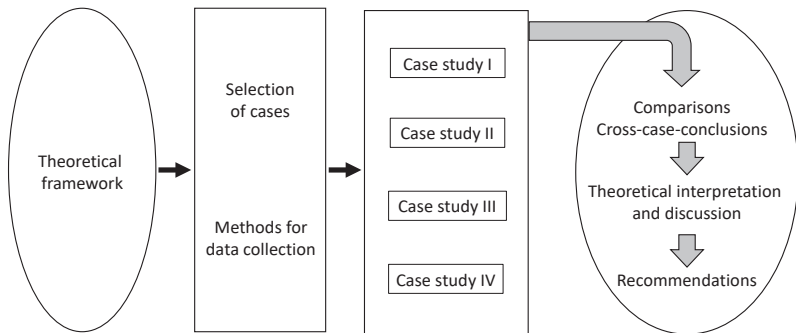 Theoretical
framework
Selection
of cases
Methods for
data collection
Case study I
Case study II
Case study III
Case study IV
Comparisons
Cross-case-conclusions
Theoretical interpretation
and discussion
Recommendations